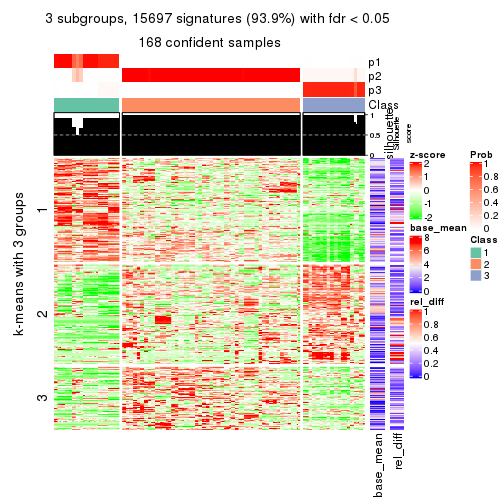 3 subgroups, 15697 signatures (93.9%) with fdr < 0.05
168 confident samples
p1
p2
p3
Class
silhouette
Silhouette
score
1
0.5
0
k-means with 3 groups
1
2
3
base_mean
rel_diff
z-score
2
1
0
-1
-2
base_mean
8
6
4
2
0
rel_diff
1
0.8
0.6
0.4
0.2
0
Prob
1
0.8
0.6
0.4
0.2
0
Class
1
2
3